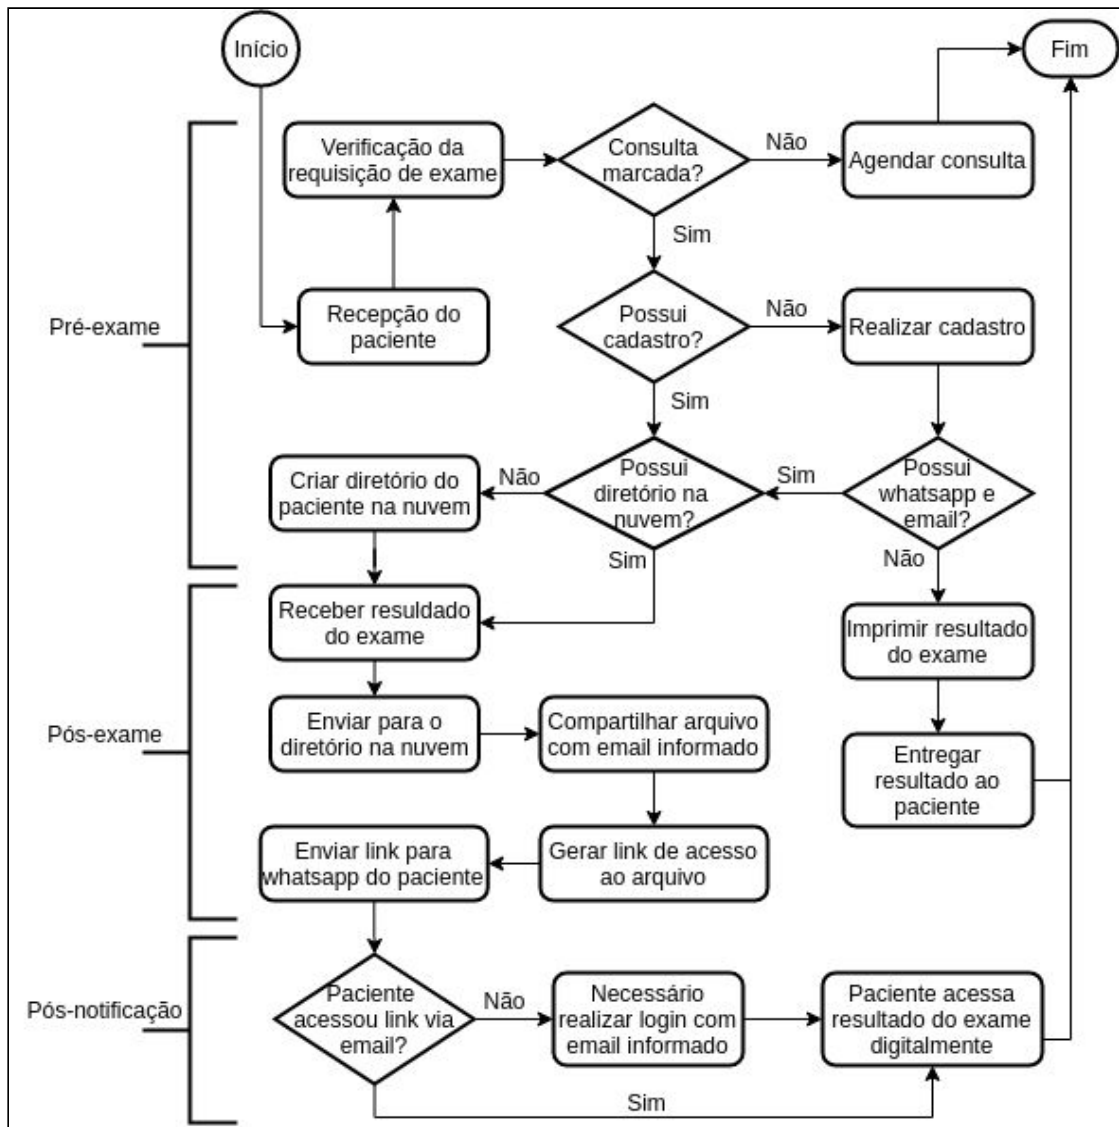 Início
Fim
Verificação da
requisição de exame
Consulta
marcada?
Não
Agendar consulta
Sim
Pré-exame
Recepção do
paciente
Possui
cadastro?
Não
Realizar cadastro
Sim
Criar diretório do
paciente na nuvem
Não
Possui
diretório na
nuvem?
Sim
Possui
whatsapp e
email?
Sim
Não
Receber resuldado
do exame
Imprimir resultado
do exame
Pós-exame
Enviar para o
diretório na nuvem
Compartilhar arquivo
com email informado
Entregar
resultado ao
paciente
Enviar link para
whatsapp do paciente
Gerar link de acesso
ao arquivo
Pós-notificação
Paciente
acessou link via
email?
Não
Necessário
realizar login com
email informado
Paciente acessa
resultado do exame
digitalmente
Sim